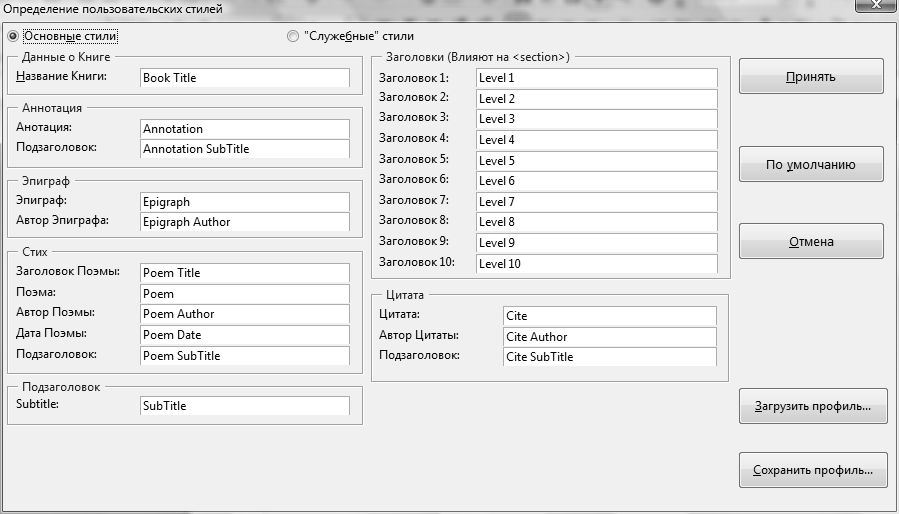 Определение пользовательских стилей
Основные стили
"Служебные" стили
Данные о Книге
Название Книги: Book Title
Аннотация
Анотация: Annotation
Подзаголовок: Annotation SubTitle
Эпиграф
Эпиграф: Epigraph
Автор Эпиграфа: Epigraph Author
Стих
Заголовок Поэмы: Poem Title
Поэма: Poem
Автор Поэмы: Poem Author
Дата Поэмы: Poem Date
Подзаголовок: Poem SubTitle
Подзаголовок
Subtitle: SubTitle
Заголовки (Влияют на <section>)
Заголовок 1: Level 1
Заголовок 2: Level 2
Заголовок 3: Level 3
Заголовок 4: Level 4
Заголовок 5: Level 5
Заголовок 6: Level 6
Заголовок 7: Level 7
Заголовок 8: Level 8
Заголовок 9: Level 9
Заголовок 10: Level 10
Цитата
Цитата: Cite
Автор Цитаты: Cite Author
Подзаголовок: Cite SubTitle
Принять
По умолчанию
Отмена
Загрузить профиль...
Сохранить профиль...